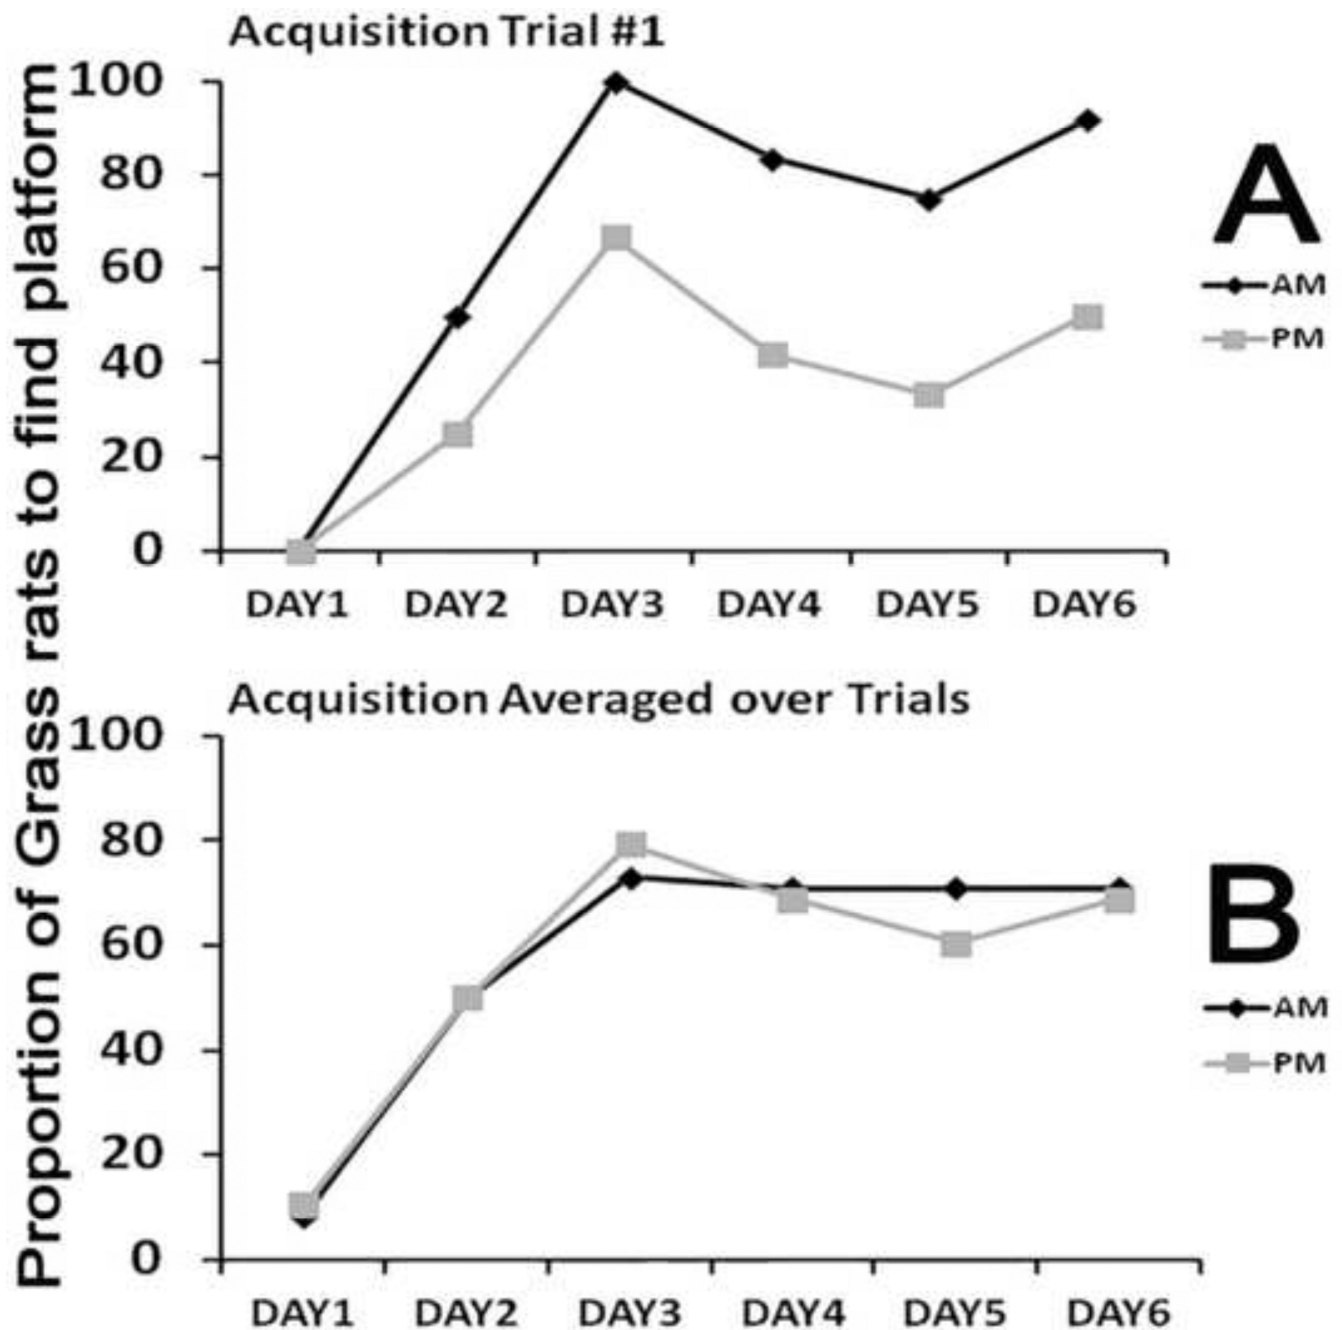 Proportion of Grass rats to find platform
Acquisition Trial #1
100
80
60
40
20
0
DAY1 DAY2 DAY3 DAY4 DAY5 DAY6
A
AM
PM
Acquisition Averaged over Trials
100
80
60
40
20
0
DAY1 DAY2 DAY3 DAY4 DAY5 DAY6
B
AM
PM